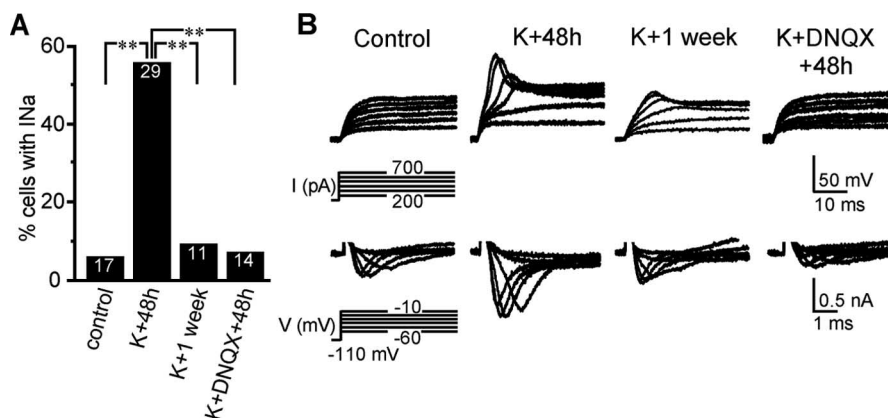 A
% cells with INa
60
40
20
0
**
**
**
17
29
11
14
control
K+48h
K+1 week
K+DNQX+48h
B
Control
K+48h
K+1 week
K+DNQX
+48h
I (pA)
700
200
50 mV
10 ms
V (mV)
-10
-60
-110 mV
0.5 nA
1 ms